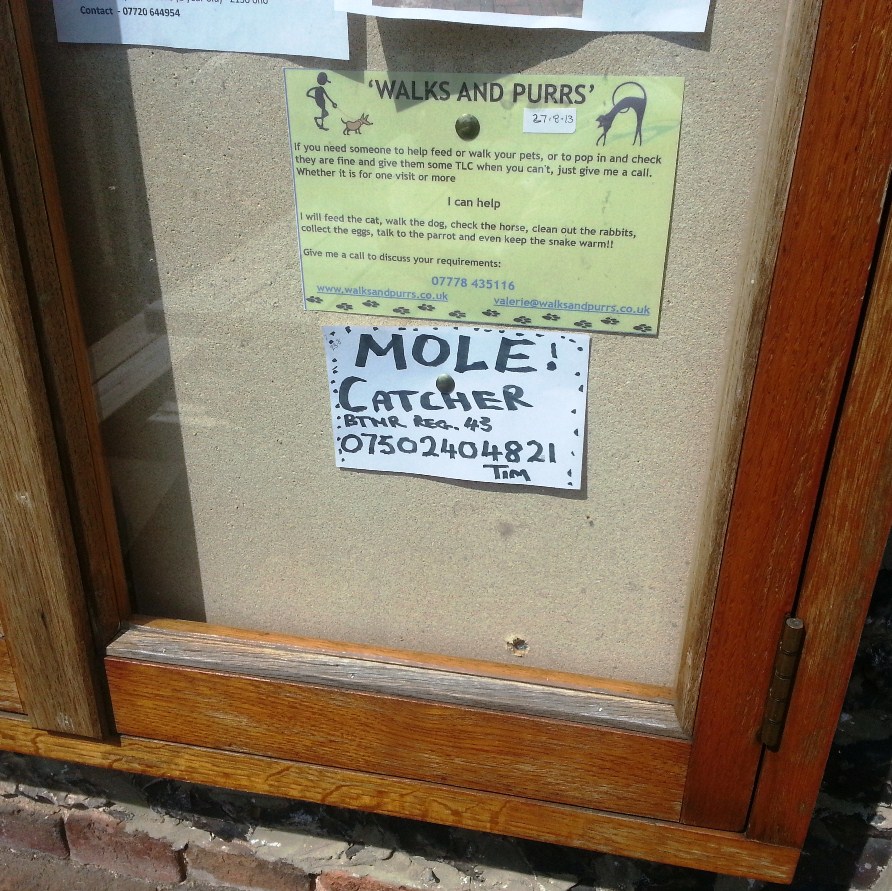 Contact - 07720 644954
'WALKS AND PURRS'
27-8-13
If you need someone to help feed or walk your pets, or to pop in and check
they are fine and give them some TLC when you can't, just give me a call.
Whether it is for one visit or more
I can help
I will feed the cat, walk the dog, check the horse, clean out the rabbits,
collect the eggs, talk to the parrot and even keep the snake warm!!
Give me a call to discuss your requirements:
07778 435116
www.walksandpurrs.co.uk valerie@walksandpurrs.co.uk
MOLE!
CATCHER
BTMR REG. 43
07502404821
TIM